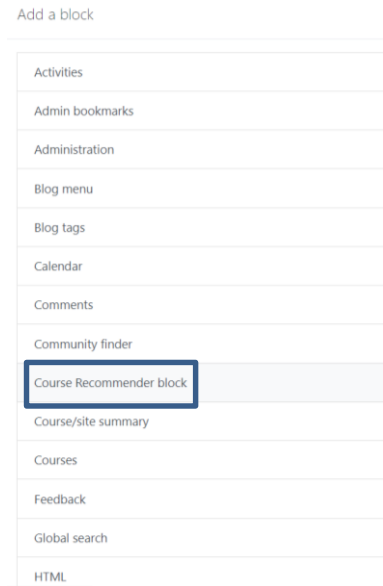 Add a block
Activities
Admin bookmarks
Administration
Blog menu
Blog tags
Calendar
Comments
Community finder
Course Recommender block
Course/site summary
Courses
Feedback
Global search
HTML